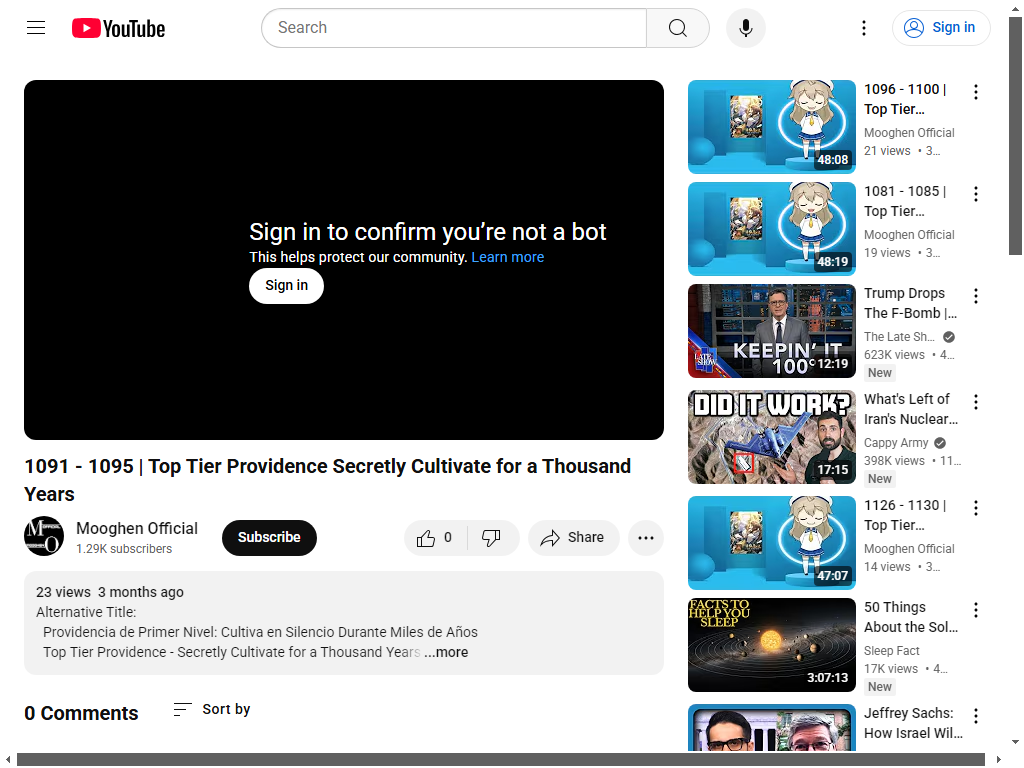 YouTube
Search
Sign in
Sign in to confirm you're not a bot
This helps protect our community. Learn more
Sign in
1091 - 1095 | Top Tier Providence Secretly Cultivate for a Thousand
Years
Mooghen Official
1.29K subscribers
Subscribe
0
Share
23 views 3 months ago
Alternative Title:
Providencia de Primer Nivel: Cultiva en Silencio Durante Miles de Años
Top Tier Providence - Secretly Cultivate for a Thousand Years ...more
0 Comments
Sort by
48:08
1096 - 1100 |
Top Tier…
Mooghen Official
21 views • 3…
48:19
1081 - 1085 |
Top Tier…
Mooghen Official
19 views • 3…
LATE SHOW
KEEPIN' IT
100°
12:19
Trump Drops
The F-Bomb |…
The Late Sh…
623K views • 4…
New
DID IT WORK?
17:15
What's Left of
Iran's Nuclear…
Cappy Army
398K views • 11…
New
47:07
1126 - 1130 |
Top Tier…
Mooghen Official
14 views • 3…
FACTS TO
HELP YOU
SLEEP
3:07:13
50 Things
About the Sol…
Sleep Fact
17K views • 4…
New
Jeffrey Sachs:
How Israel Wil…